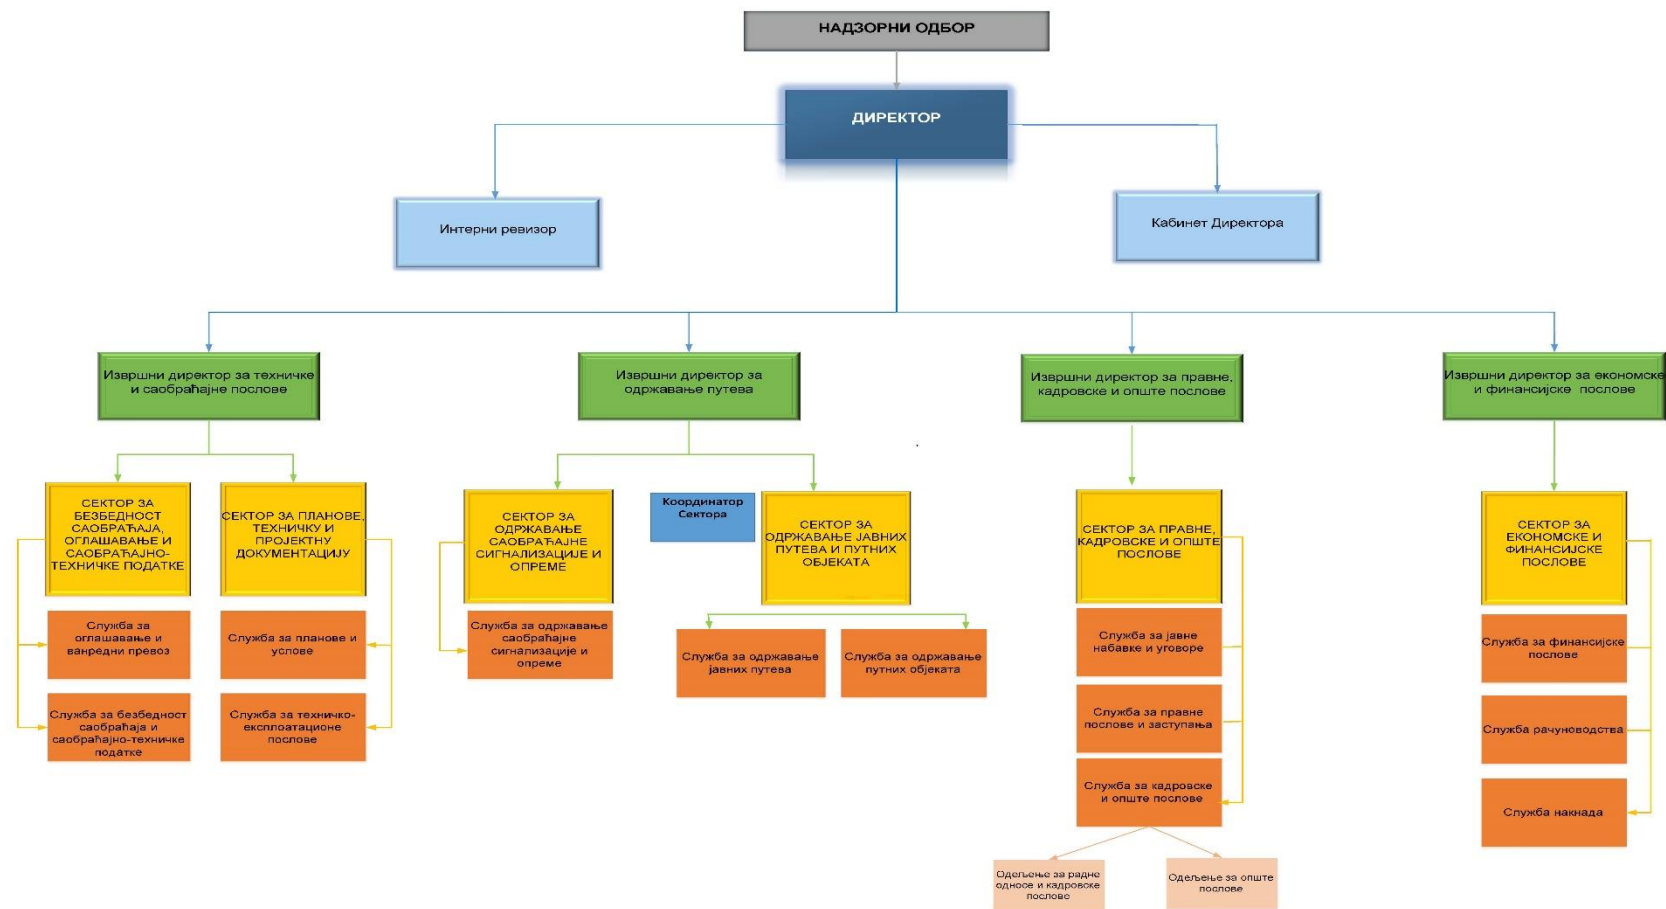 НАДЗОРНИ ОДБОР
ДИРЕКТОР
Интерни ревизор
Кабинет Директора
Извршни директор за техничке
и саобраћајне послове
Извршни директор за
одржавање путева
Извршни директор за правне,
кадровске и опште послове
Извршни директор за економске
и финансијске послове
СЕКТОР ЗА
БЕЗБЕДНОСТ
САОБРАЋАЈА,
ОГЛАШАВАЊЕ И
САОБРАЋАЈНО-
ТЕХНИЧКЕ ПОДАТКЕ
СЕКТОР ЗА ПЛАНОВЕ,
ТЕХНИЧКУ И
ПРОЈЕКТНУ
ДОКУМЕНТАЦИЈУ
СЕКТОР ЗА
ОДРЖАВАЊЕ
САОБРАЋАЈНЕ
СИГНАЛИЗАЦИЈЕ И
ОПРЕМЕ
Координатор
Сектора
СЕКТОР ЗА
ОДРЖАВАЊЕ ЈАВНИХ
ПУТЕВА И ПУТНИХ
ОБЈЕКАТА
СЕКТОР ЗА ПРАВНЕ,
КАДРОВСКЕ И ОПШТЕ
ПОСЛОВЕ
СЕКТОР ЗА
ЕКОНОМСКЕ И
ФИНАНСИЈСКЕ
ПОСЛОВЕ
Служба за
оглашавање и
ванредни превоз
Служба за планове и
услове
Служба за одржавање
саобраћајне
сигнализације и
опреме
Служба за одржавање
јавних путева
Служба за одржавање
путних објеката
Служба за јавне
набавке и уговоре
Служба за финансијске
послове
Служба за безбедност
саобраћаја и
саобраћајно-техничке
податке
Служба за техничко-
експлоатационе
послове
Служба за правне
послове и заступања
Служба рачуноводства
Служба за кадровске
и опште послове
Служба накнада
Одељење за радне
односе и кадровске
послове
Одељење за опште
послове